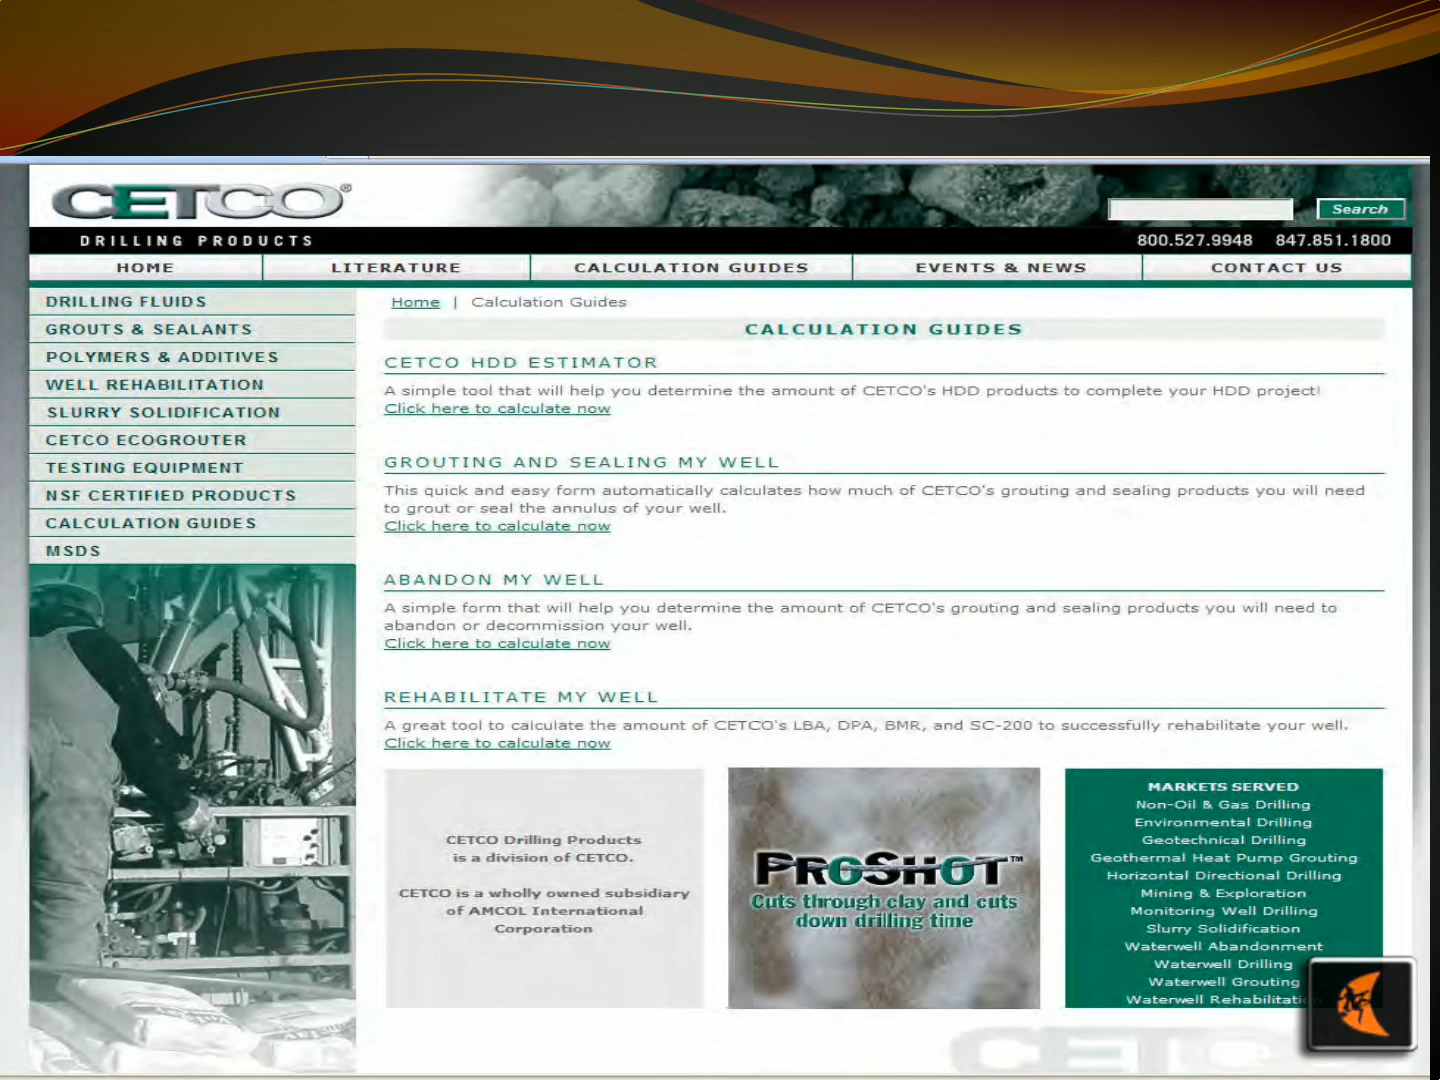 CETCO®
Search
DRILLING PRODUCTS
800.527.9948 847.851.1800
HOME
LITERATURE
CALCULATION GUIDES
EVENTS & NEWS
CONTACT US
DRILLING FLUIDS
GROUTS & SEALANTS
POLYMERS & ADDITIVES
WELL REHABILITATION
SLURRY SOLIDIFICATION
CETCO ECOGROUTER
TESTING EQUIPMENT
NSF CERTIFIED PRODUCTS
CALCULATION GUIDES
MSDS
Home | Calculation Guides
CALCULATION GUIDES
CETCO HDD ESTIMATOR
A simple tool that will help you determine the amount of CETCO's HDD products to complete your HDD project!
Click here to calculate now
GROUTING AND SEALING MY WELL
This quick and easy form automatically calculates how much of CETCO's grouting and sealing products you will need
to grout or seal the annulus of your well.
Click here to calculate now
ABANDON MY WELL
A simple form that will help you determine the amount of CETCO's grouting and sealing products you will need to
abandon or decommission your well.
Click here to calculate now
REHABILITATE MY WELL
A great tool to calculate the amount of CETCO's LBA, DPA, BMR, and SC-200 to successfully rehabilitate your well.
Click here to calculate now
CETCO Drilling Products
is a division of CETCO.
CETCO is a wholly owned subsidiary
of AMCOL International
Corporation
PROSHOT™
Cuts through clay and cuts
down drilling time
MARKETS SERVED
Non-Oil & Gas Drilling
Environmental Drilling
Geotechnical Drilling
Geothermal Heat Pump Grouting
Horizontal Directional Drilling
Mining & Exploration
Monitoring Well Drilling
Slurry Solidification
Waterwell Abandonment
Waterwell Drilling
Waterwell Grouting
Waterwell Rehabilitati